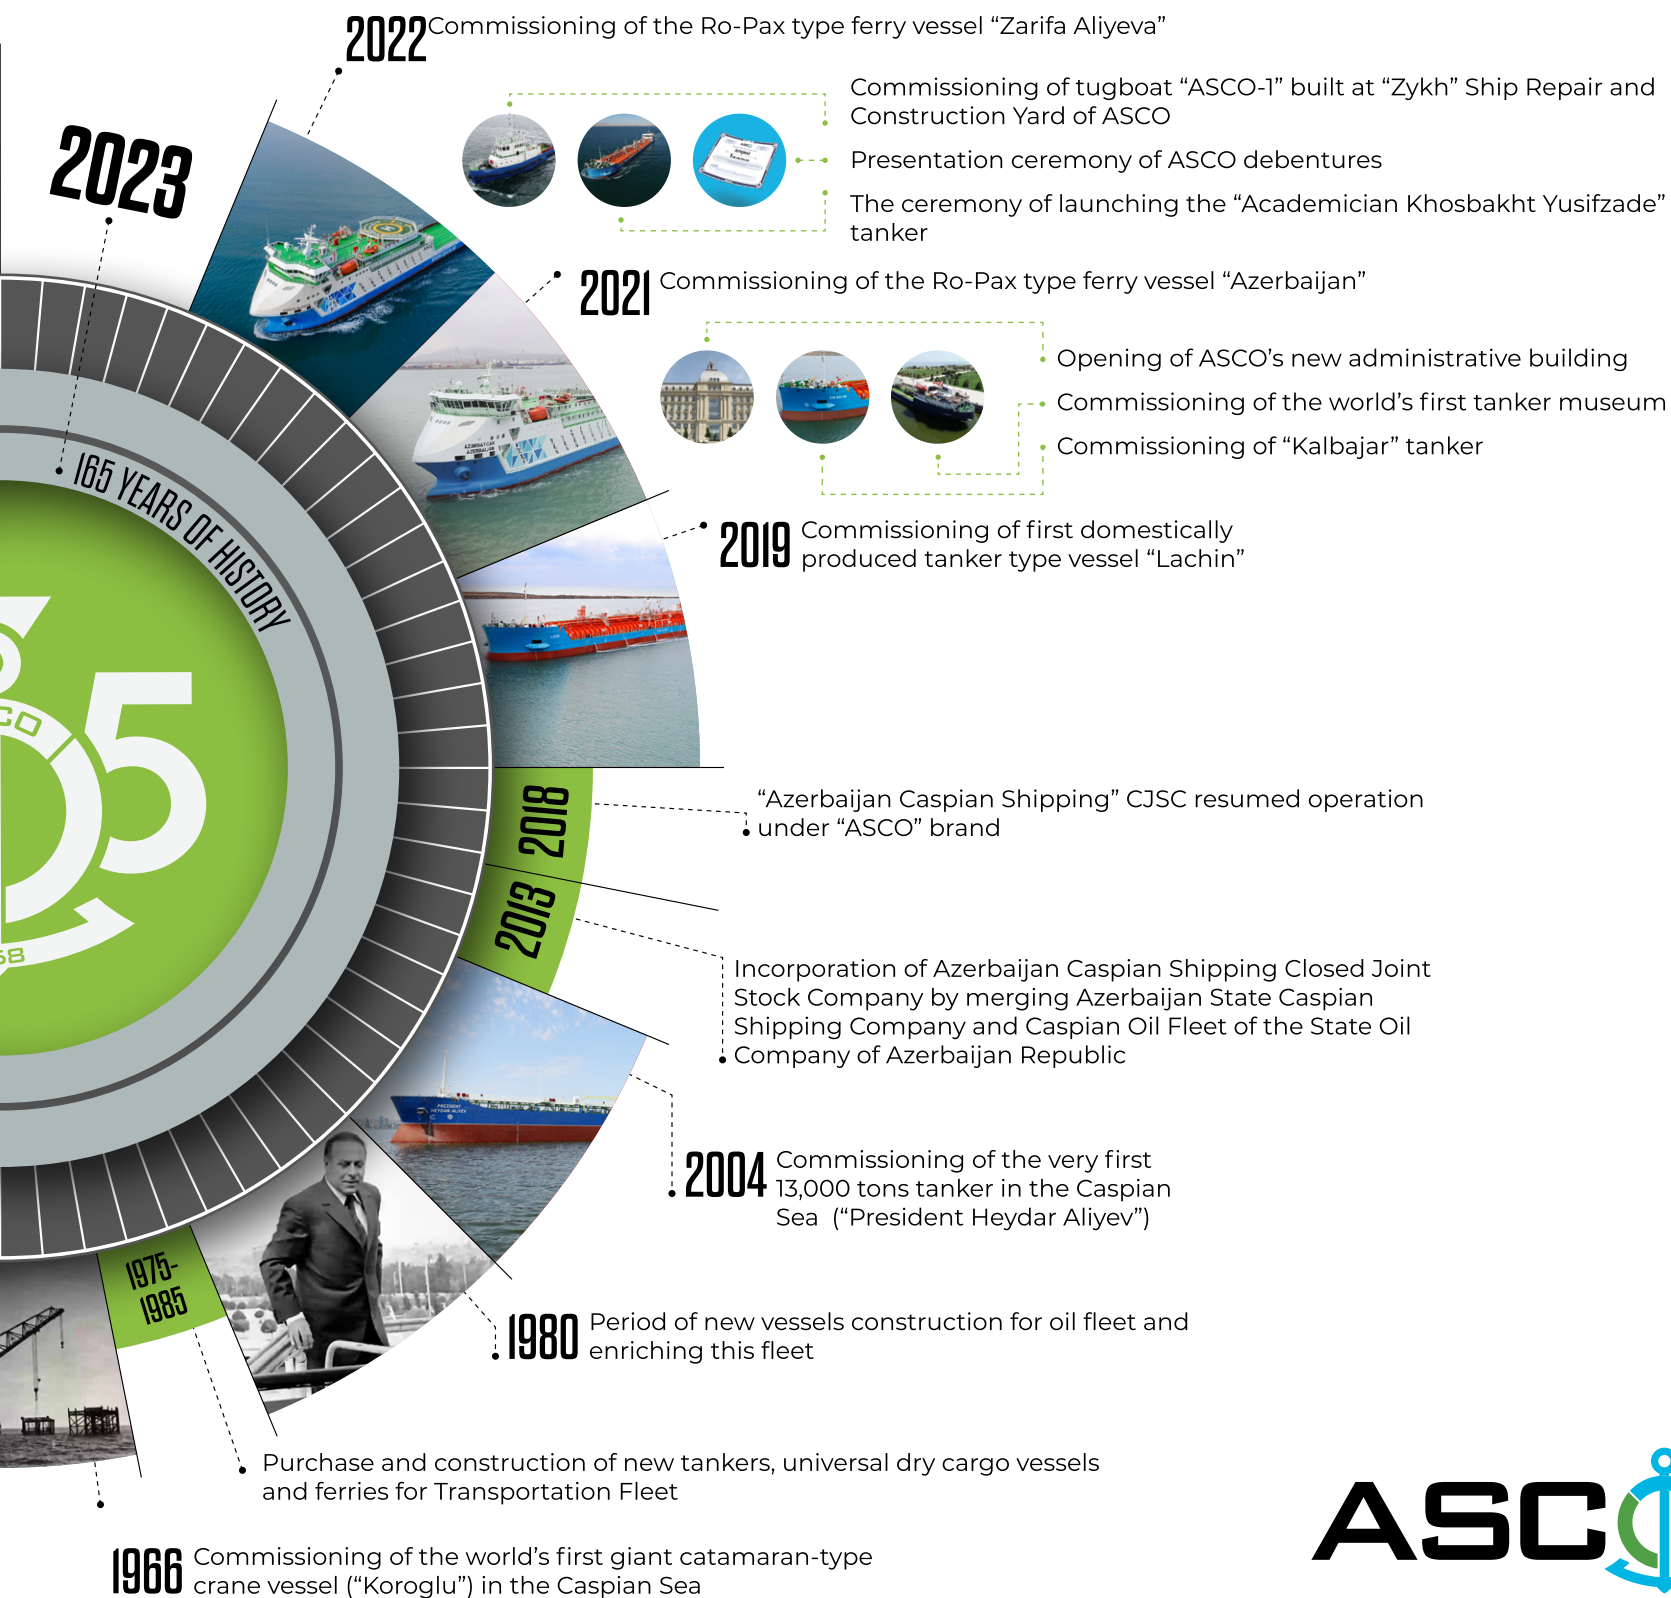 2022
Commissioning of the Ro-Pax type ferry vessel “Zarifa Aliyeva”
Commissioning of tugboat “ASCO-1” built at “Zykh” Ship Repair and
Construction Yard of ASCO
Presentation ceremony of ASCO debentures
The ceremony of launching the “Academician Khosbakht Yusifzade”
tanker
2023
165 YEARS OF HISTORY
2021
Commissioning of the Ro-Pax type ferry vessel “Azerbaijan”
Opening of ASCO’s new administrative building
Commissioning of the world’s first tanker museum
Commissioning of “Kalbajar” tanker
AZƏRBAYCAN
AZERBAIJAN
2019
Commissioning of first domestically
produced tanker type vessel “Lachin”
5
CO
58
2018
“Azerbaijan Caspian Shipping” CJSC resumed operation
under “ASCO” brand
2013
Incorporation of Azerbaijan Caspian Shipping Closed Joint
Stock Company by merging Azerbaijan State Caspian
Shipping Company and Caspian Oil Fleet of the State Oil
Company of Azerbaijan Republic
PREZIDENT
HEYDAR ALIYEV
2004
Commissioning of the very first
13,000 tons tanker in the Caspian
Sea (“President Heydar Aliyev”)
1980
Period of new vessels construction for oil fleet and
enriching this fleet
1975-
1985
Purchase and construction of new tankers, universal dry cargo vessels
and ferries for Transportation Fleet
1966
Commissioning of the world’s first giant catamaran-type
crane vessel (“Koroglu”) in the Caspian Sea
ASCO